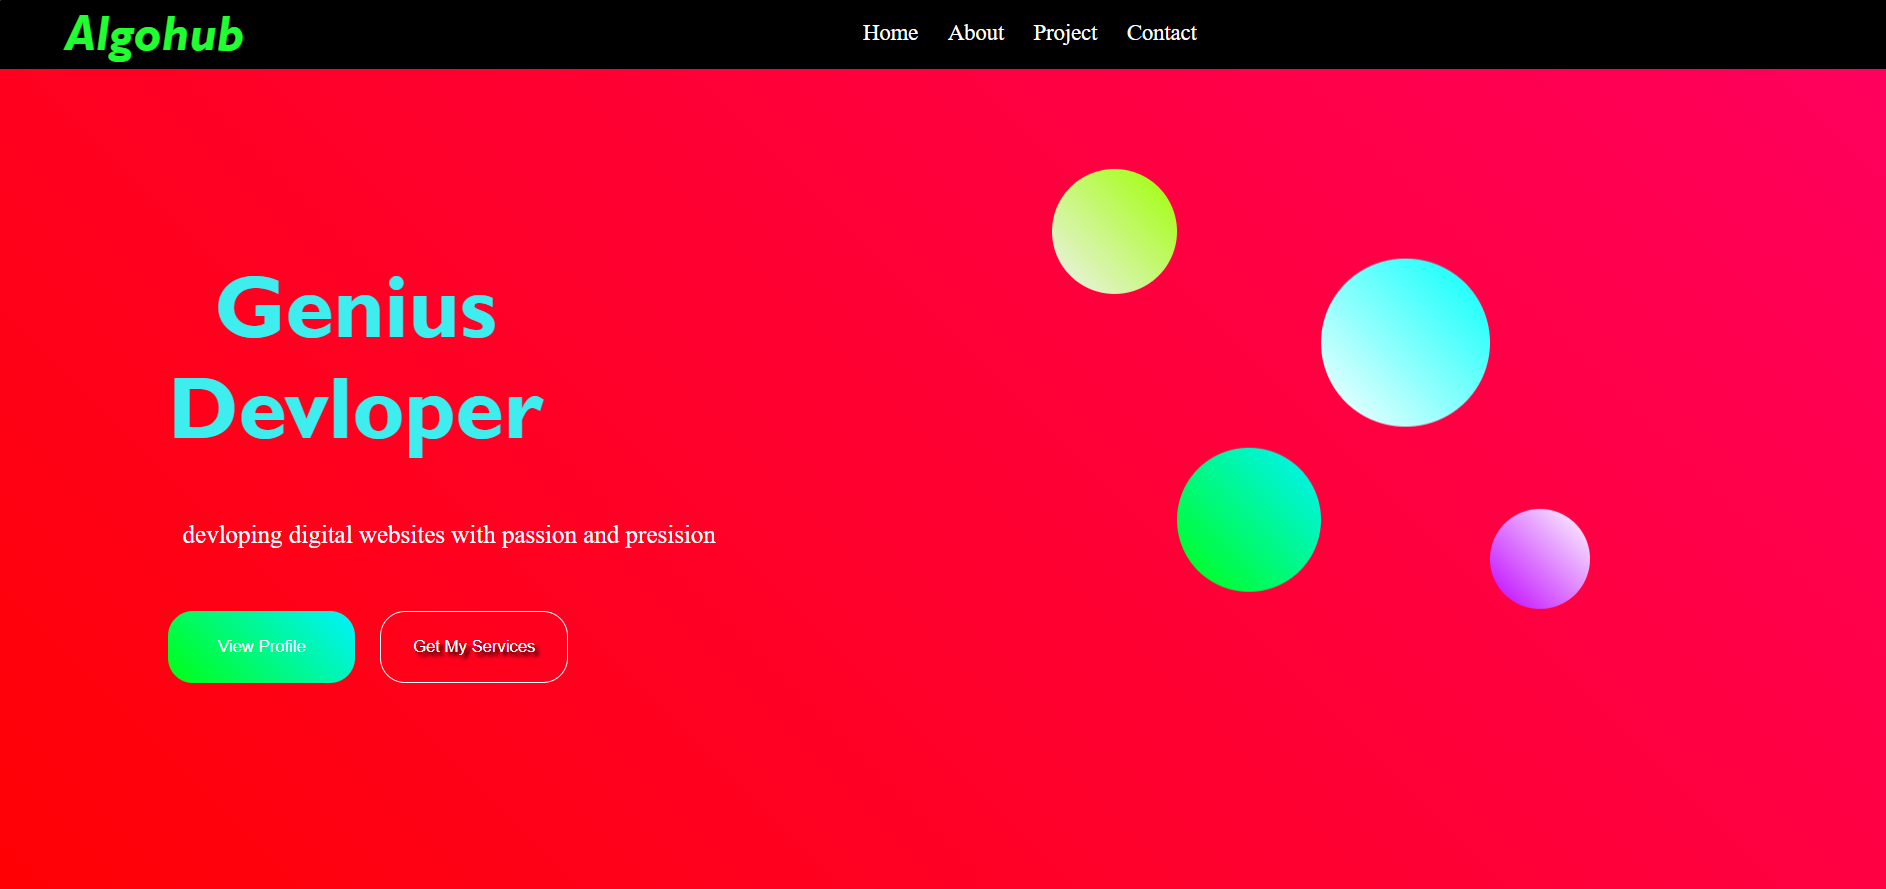 Algohub
Home About Project Contact
Genius
Devloper
devloping digital websites with passion and presision
View Profile Get My Services